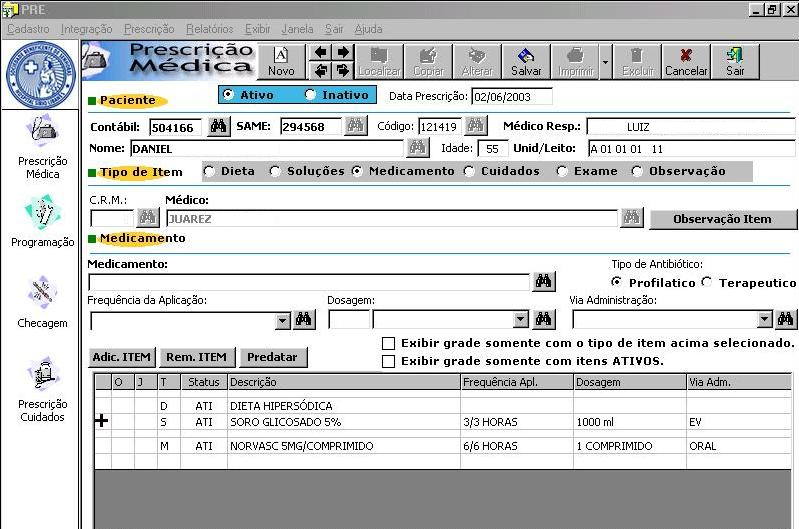 PRE
Cadastro Integração Prescrição Relatórios Exibir Janela Sair Ajuda
Prescrição Médica
Novo Localizar Copiar Alterar Salvar Imprimir Excluir Cancelar Sair
Paciente Ativo Inativo Data Prescrição: 02/06/2003
Contábil: 504166 SAME: 294568 Código: 121419 Médico Resp.: LUIZ
Nome: DANIEL Idade: 55 Unid/Leito: A 01 01 01 11
Tipo de Item Dieta Soluções Medicamento Cuidados Exame Observação
C.R.M.: Médico:
JUAREZ Observação Item
Medicamento
Medicamento: Tipo de Antibiótico:
Profilatico Terapeutico
Frequência da Aplicação: Dosagem: Via Administração:
Exibir grade somente com o tipo de item acima selecionado.
Adic. ITEM Rem. ITEM Predatar
Exibir grade somente com itens ATIVOS.
O J T Status Descrição Frequência Apl. Dosagem Via Adm.
D ATI DIETA HIPERSÓDICA
S ATI SORO GLICOSADO 5% 3/3 HORAS 1000 ml EV
M ATI NORVASC 5MG/COMPRIMIDO 6/6 HORAS 1 COMPRIMIDO ORAL
Prescrição
Médica
Programação
Checagem
Prescrição
Cuidados